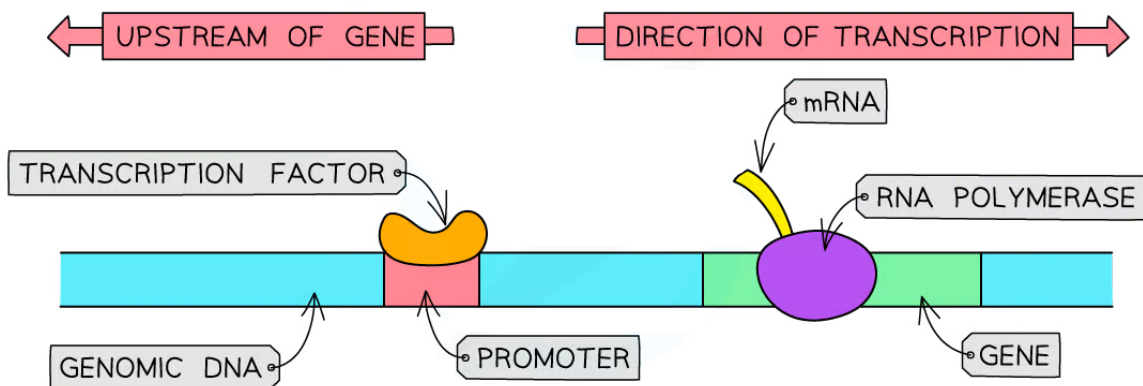 UPSTREAM OF GENE
DIRECTION OF TRANSCRIPTION
mRNA
TRANSCRIPTION FACTOR
RNA POLYMERASE
GENOMIC DNA
PROMOTER
GENE